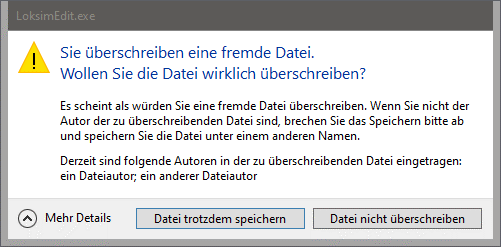 LoksimEdit.exe
Sie überschreiben eine fremde Datei.
Wollen Sie die Datei wirklich überschreiben?
Es scheint als würden Sie eine fremde Datei überschreiben. Wenn Sie nicht der
Autor der zu überschreibenden Datei sind, brechen Sie das Speichern bitte ab
und speichern Sie die Datei unter einem anderen Namen.
Derzeit sind folgende Autoren in der zu überschreibenden Datei eingetragen:
ein Dateiautor; ein anderer Dateiautor
Mehr Details
Datei trotzdem speichern
Datei nicht überschreiben